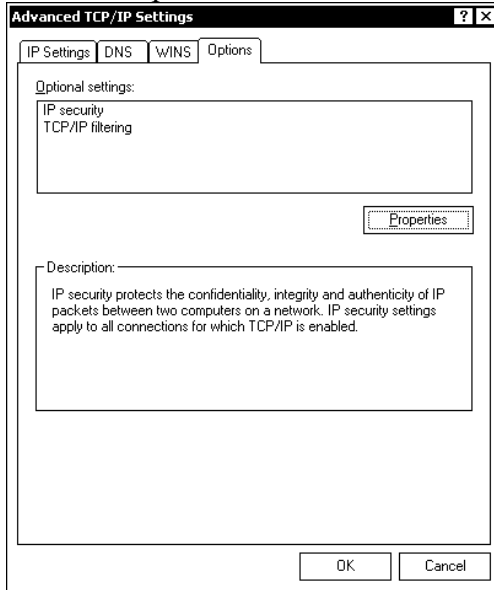 Advanced TCP/IP Settings
IP Settings DNS WINS Options
Optional settings:
IP security
TCP/IP filtering
Properties
Description:
IP security protects the confidentiality, integrity and authenticity of IP
packets between two computers on a network. IP security settings
apply to all connections for which TCP/IP is enabled.
OK Cancel